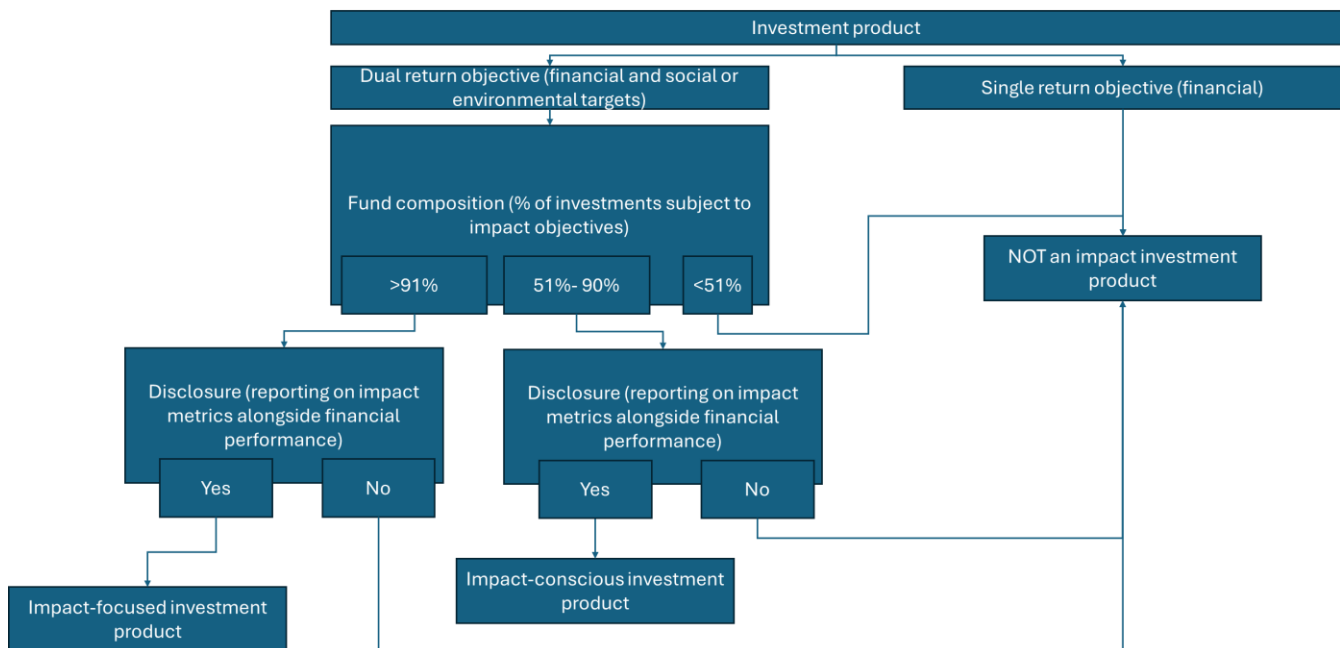 Investment product
Dual return objective (financial and social or
environmental targets)
Single return objective (financial)
Fund composition (% of investments subject to
impact objectives)
>91%
51%- 90%
<51%
NOT an impact investment
product
Disclosure (reporting on impact
metrics alongside financial
performance)
Yes
No
Disclosure (reporting on impact
metrics alongside financial
performance)
Yes
No
Impact-focused investment
product
Impact-conscious investment
product